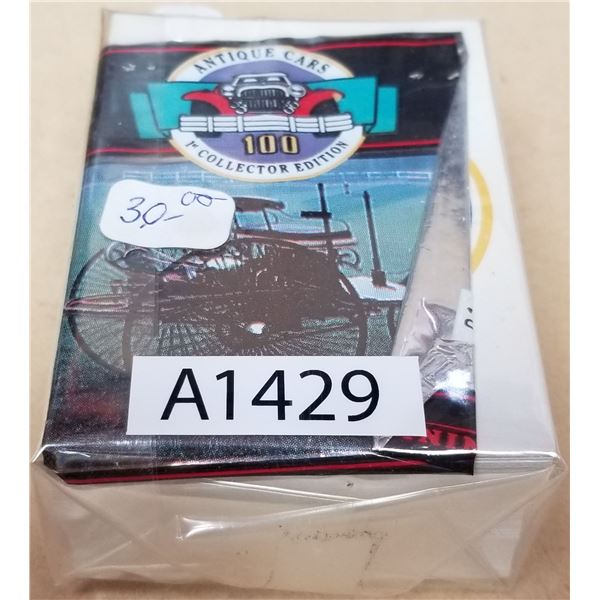 ANTIQUE CARS
100
1st COLLECTOR EDITION
30,-00
A1429